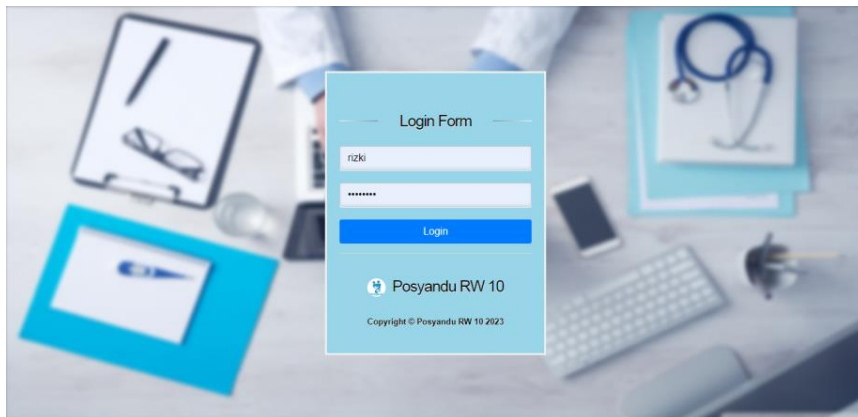 Login Form
rizki
••••••••
Login
Posyandu RW 10
Copyright © Posyandu RW 10 2023